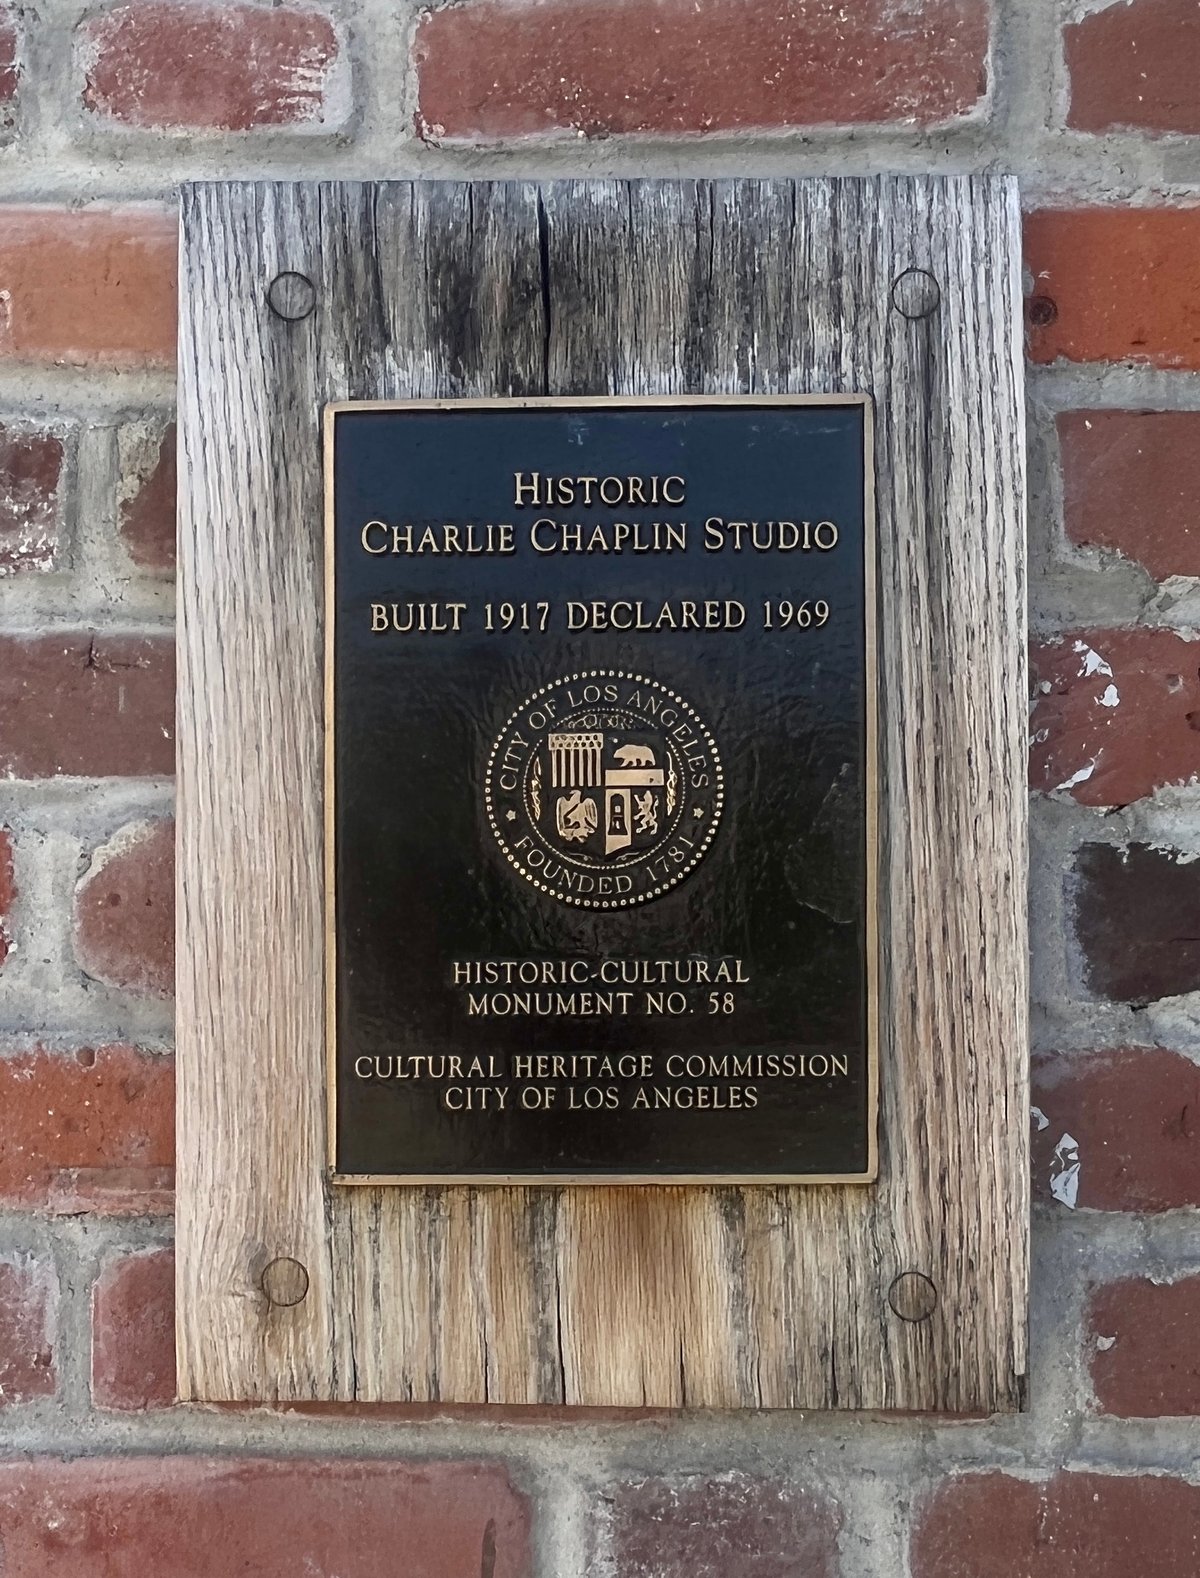 HISTORIC
CHARLIE CHAPLIN STUDIO
BUILT 1917 DECLARED 1969
CITY OF LOS ANGELES
FOUNDED 1781
HISTORIC-CULTURAL
MONUMENT NO. 58
CULTURAL HERITAGE COMMISSION
CITY OF LOS ANGELES